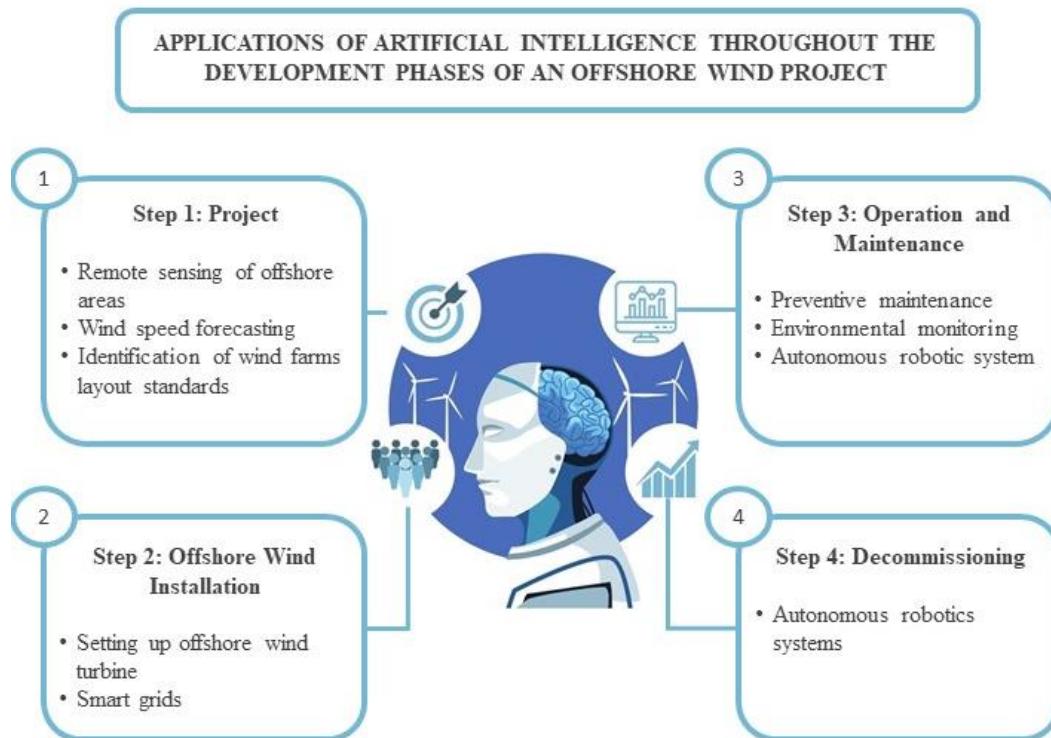 APPLICATIONS OF ARTIFICIAL INTELLIGENCE THROUGHOUT THE
DEVELOPMENT PHASES OF AN OFFSHORE WIND PROJECT
1
Step 1: Project
• Remote sensing of offshore
areas
• Wind speed forecasting
• Identification of wind farms
layout standards
2
Step 2: Offshore Wind
Installation
• Setting up offshore wind
turbine
• Smart grids
3
Step 3: Operation and
Maintenance
• Preventive maintenance
• Environmental monitoring
• Autonomous robotic system
4
Step 4: Decommissioning
• Autonomous robotics
systems